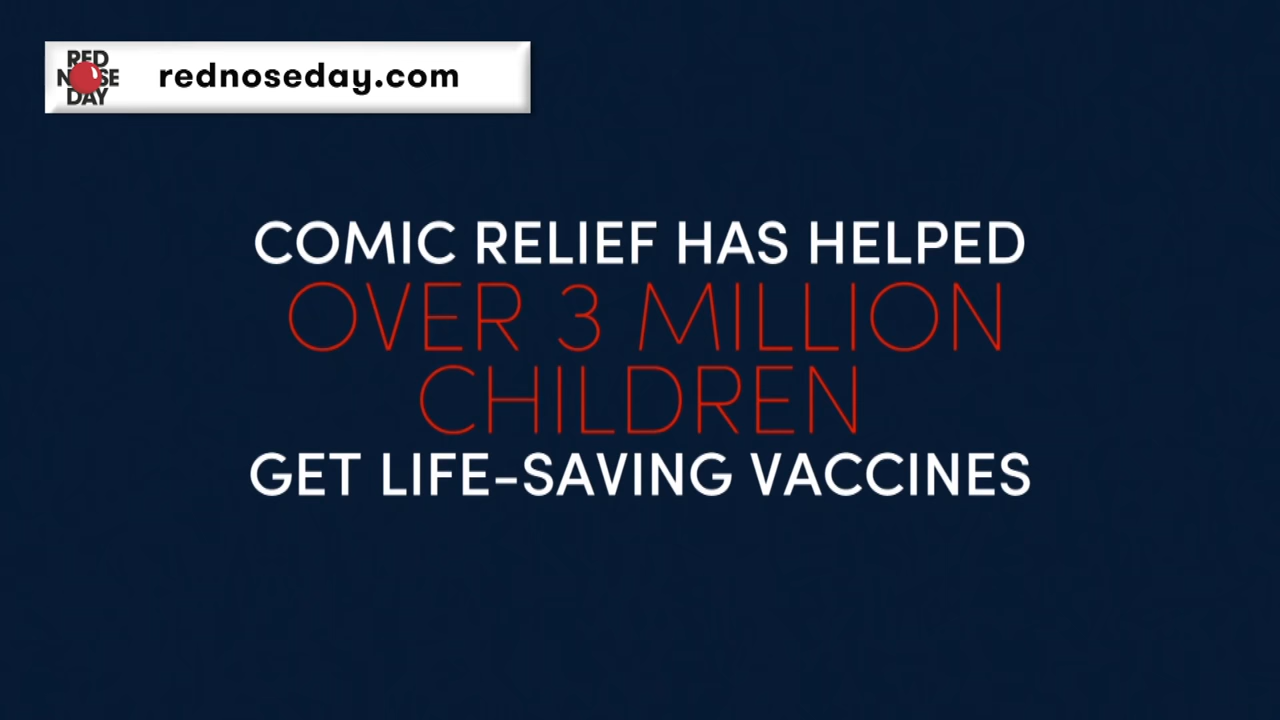 RED
NOSE
DAY
rednoseday.com
COMIC RELIEF HAS HELPED
OVER 3 MILLION
CHILDREN
GET LIFE-SAVING VACCINES